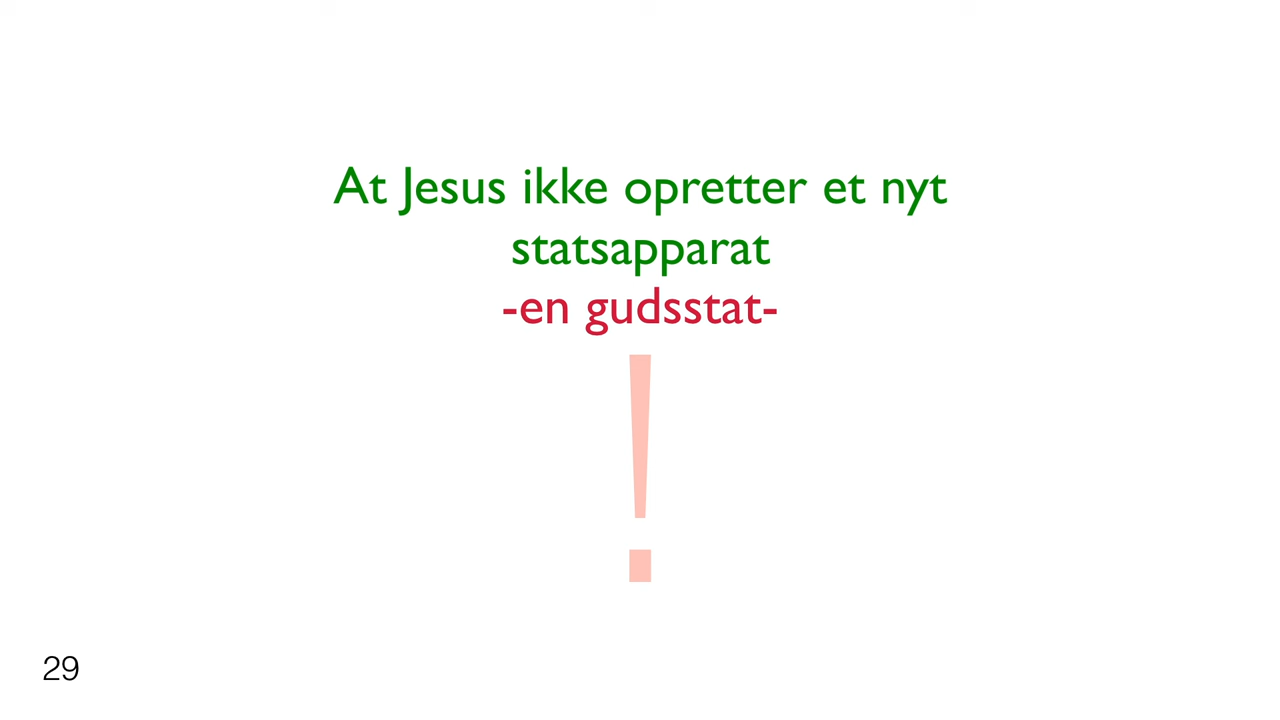 At Jesus ikke opretter et nyt
statsapparat
-en gudsstat-
!
29